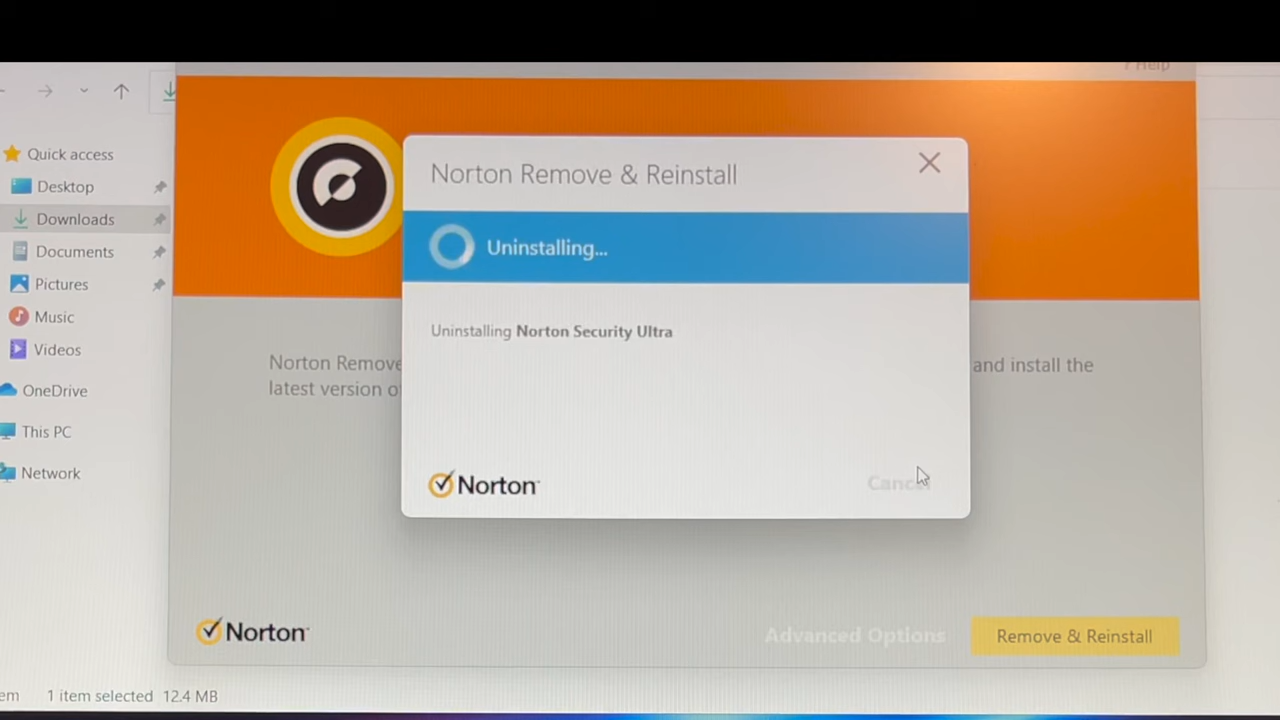 ? Help
Quick access
Desktop
Downloads
Documents
Pictures
Music
Videos
OneDrive
This PC
Network
Norton Remove & Reinstall
Uninstalling...
Uninstalling Norton Security Ultra
Norton
Cancel
Norton Remove
and install the
latest version o
Norton
Advanced Options
Remove & Reinstall
em
1 item selected 12.4 MB